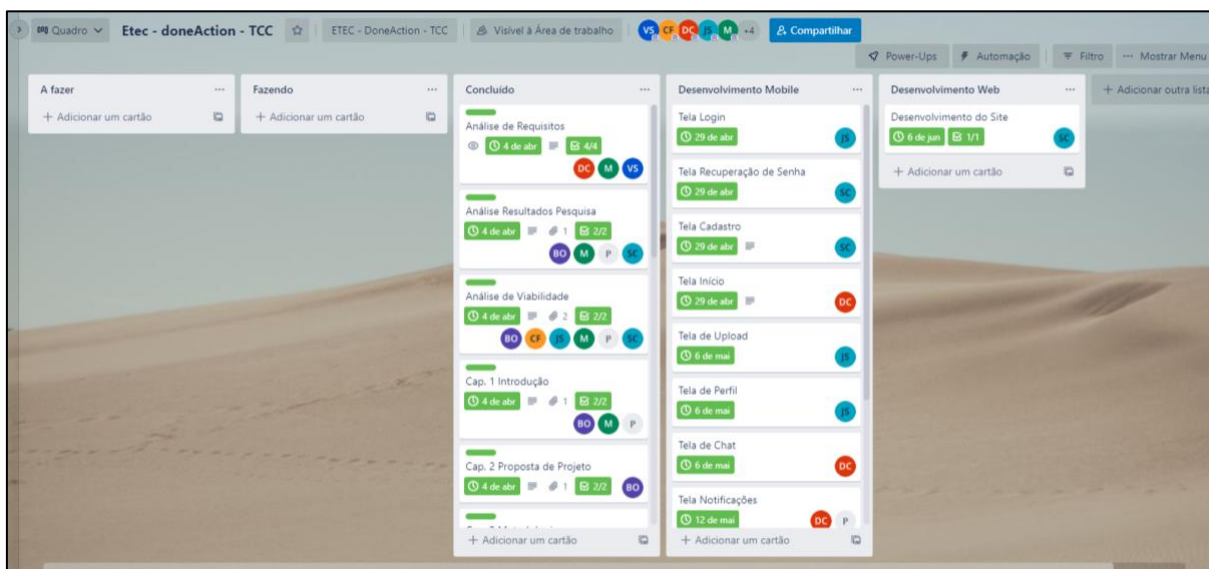 Quadro
Etec - doneAction - TCC
ETEC - DoneAction - TCC
Visível à Área de trabalho
VS CF DC JS M +4
Compartilhar
Power-Ups
Automação
Filtro
Mostrar Menu
A fazer
+ Adicionar um cartão
Fazendo
+ Adicionar um cartão
Concluído
Análise de Requisitos
4 de abr 4/4
DC M VS
Análise Resultados Pesquisa
4 de abr 1 2/2
BO M P SC
Análise de Viabilidade
4 de abr 2 2/2
BO CF JS M P SC
Cap. 1 Introdução
4 de abr 1 2/2
BO M P
Cap. 2 Proposta de Projeto
4 de abr 1 2/2 BO
+ Adicionar um cartão
Desenvolvimento Mobile
Tela Login
29 de abr JS
Tela Recuperação de Senha
29 de abr SC
Tela Cadastro
29 de abr SC
Tela Início
29 de abr DC
Tela de Upload
6 de mai JS
Tela de Perfil
6 de mai JS
Tela de Chat
6 de mai DC
Tela Notificações
12 de mai DC P
+ Adicionar um cartão
Desenvolvimento Web
Desenvolvimento do Site
6 de jun 1/1 SC
+ Adicionar um cartão
+ Adicionar outra lista